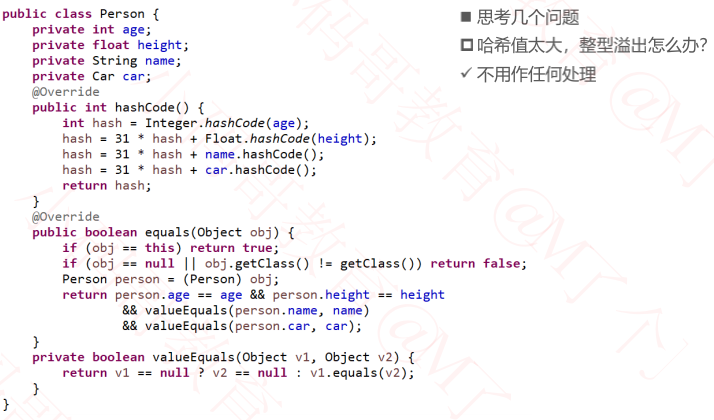 public class Person {
    private int age;
    private float height;
    private String name;
    private Car car;
    @Override
    public int hashCode() {
        int hash = Integer.hashCode(age);
        hash = 31 * hash + Float.hashCode(height);
        hash = 31 * hash + name.hashCode();
        hash = 31 * hash + car.hashCode();
        return hash;
    }
    @Override
    public boolean equals(Object obj) {
        if (obj == this) return true;
        if (obj == null || obj.getClass() != getClass()) return false;
        Person person = (Person) obj;
        return person.age == age && person.height == height
                && valueEquals(person.name, name)
                && valueEquals(person.car, car);
    }
    private boolean valueEquals(Object v1, Object v2) {
        return v1 == null ? v2 == null : v1.equals(v2);
    }
}
■ 思考几个问题
◘ 哈希值太大，整型溢出怎么办？
✓ 不用作任何处理